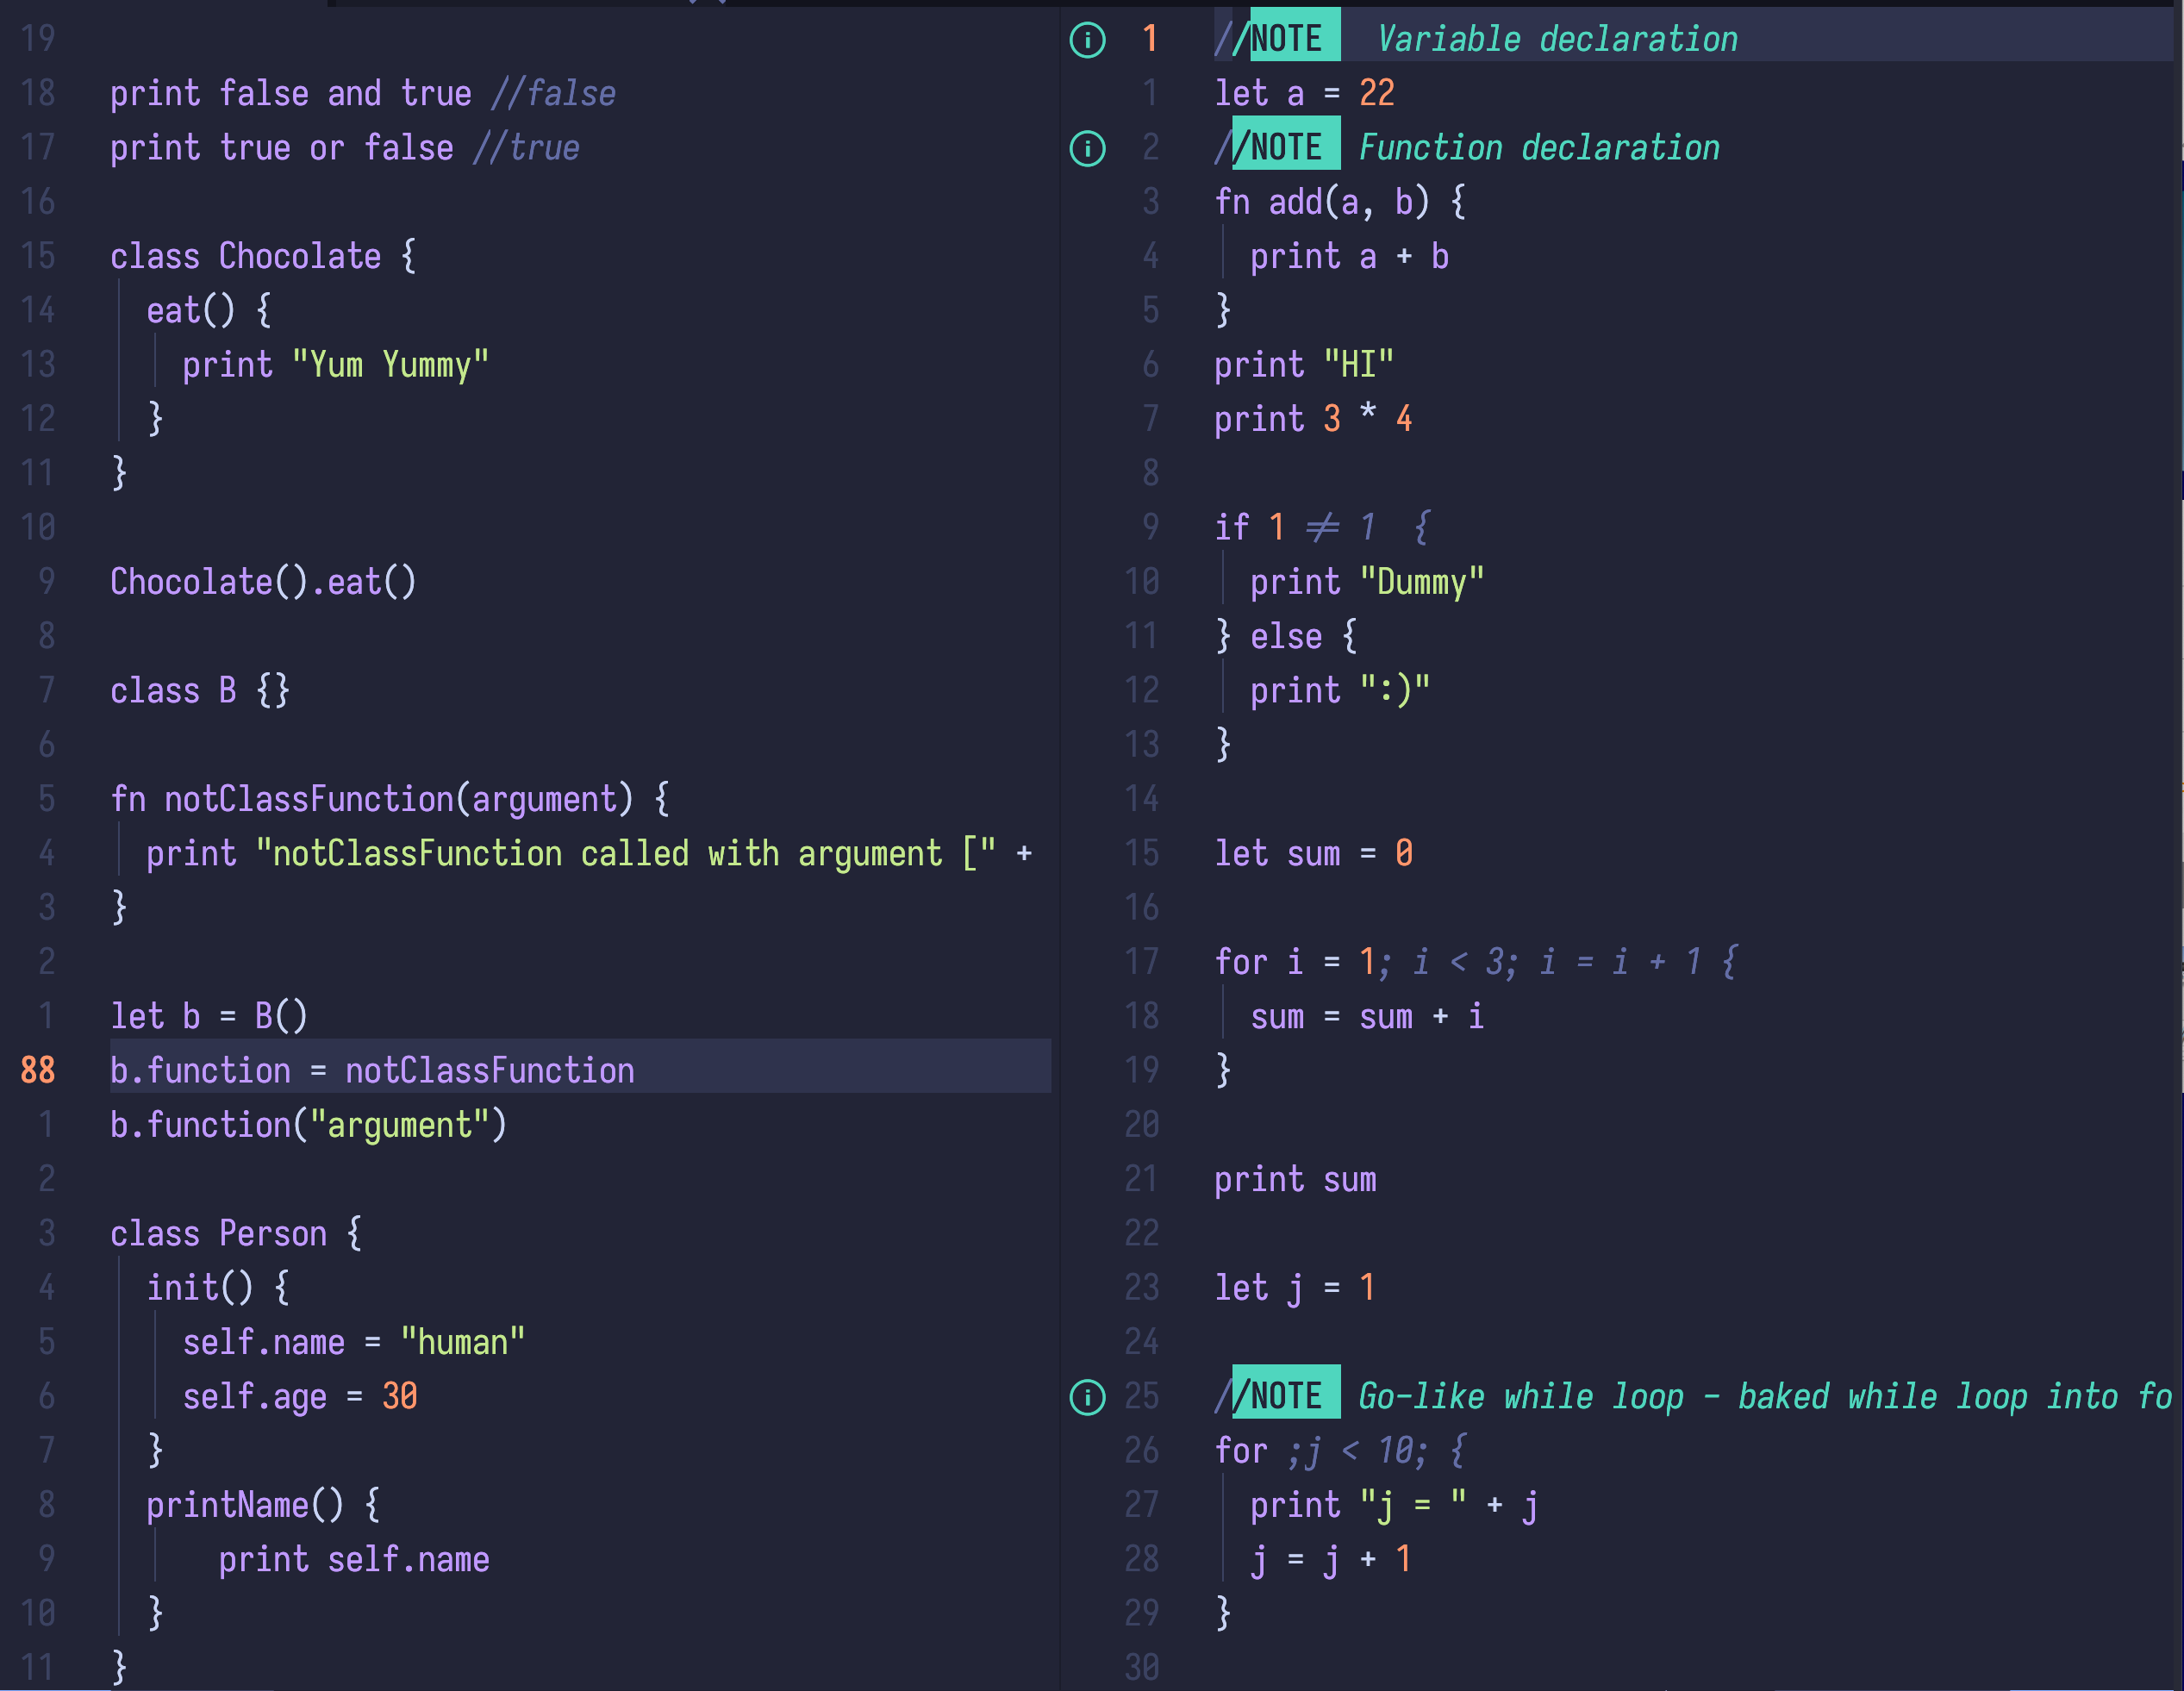 19
18 print false and true //false
17 print true or false //true
16
15 class Chocolate {
14 eat() {
13 print "Yum Yummy"
12 }
11 }
10
9 Chocolate().eat()
8
7 class B {}
6
5 fn notClassFunction(argument) {
4 print "notClassFunction called with argument [" +
3 }
2
1 let b = B()
88 b.function = notClassFunction
1 b.function("argument")
2
3 class Person {
4 init() {
5 self.name = "human"
6 self.age = 30
7 }
8 printName() {
9 print self.name
10 }
11 }
1 //NOTE Variable declaration
1 let a = 22
2 //NOTE Function declaration
3 fn add(a, b) {
4 print a + b
5 }
6 print "HI"
7 print 3 * 4
8
9 if 1 ≠ 1 {
10 print "Dummy"
11 } else {
12 print ":)"
13 }
14
15 let sum = 0
16
17 for i = 1; i < 3; i = i + 1 {
18 sum = sum + i
19 }
20
21 print sum
22
23 let j = 1
24
25 //NOTE Go-like while loop - baked while loop into fo
26 for ;j < 10; {
27 print "j = " + j
28 j = j + 1
29 }
30